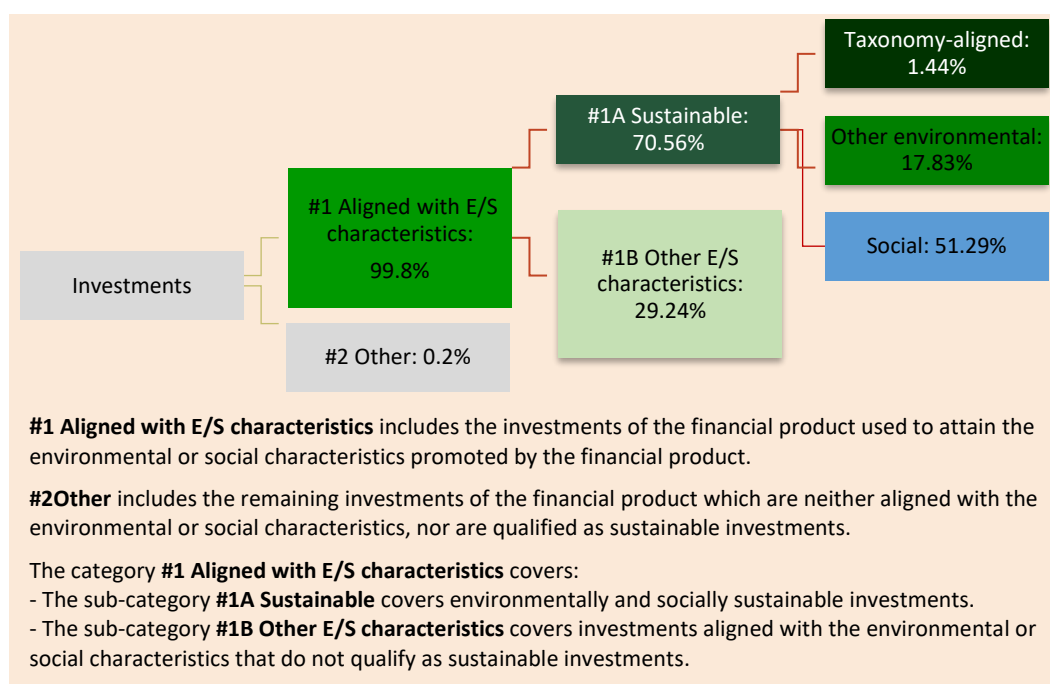 Taxonomy-aligned:
1.44%
#1A Sustainable:
70.56%
Other environmental:
17.83%
#1 Aligned with E/S
characteristics:
99.8%
Social: 51.29%
#1B Other E/S
characteristics:
29.24%
Investments
#2 Other: 0.2%
#1 Aligned with E/S characteristics includes the investments of the financial product used to attain the
environmental or social characteristics promoted by the financial product.
#2Other includes the remaining investments of the financial product which are neither aligned with the
environmental or social characteristics, nor are qualified as sustainable investments.
The category #1 Aligned with E/S characteristics covers:
- The sub-category #1A Sustainable covers environmentally and socially sustainable investments.
- The sub-category #1B Other E/S characteristics covers investments aligned with the environmental or
social characteristics that do not qualify as sustainable investments.